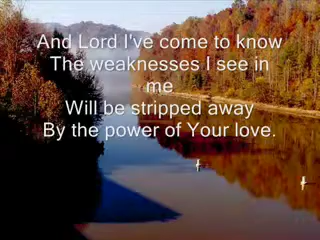 And Lord I've come to know
The weaknesses I see in
me
Will be stripped away
By the power of Your love.